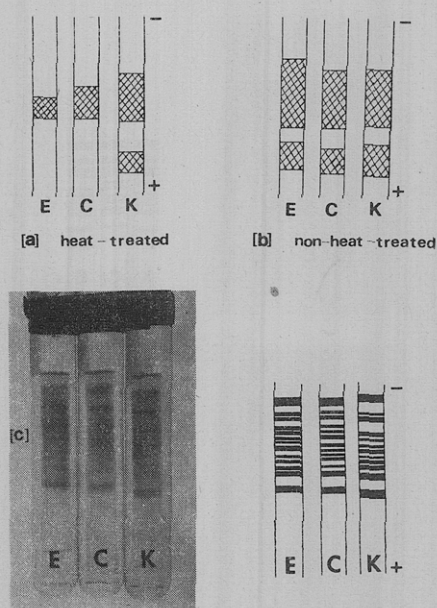 − −
E C K + E C K +
[a] heat-treated [b] non-heat-treated
[c]
−
E C K E C K +